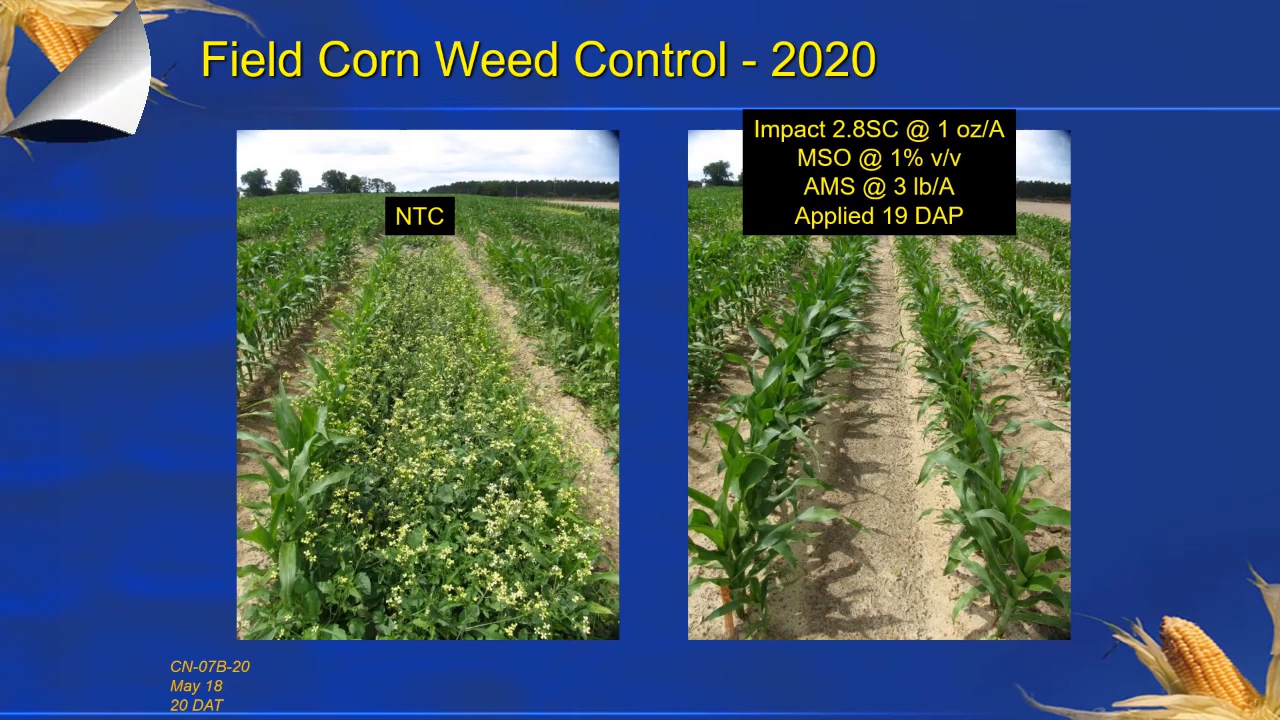 Field Corn Weed Control - 2020
NTC
Impact 2.8SC @ 1 oz/A
MSO @ 1% v/v
AMS @ 3 lb/A
Applied 19 DAP
CN-07B-20
May 18
20 DAT